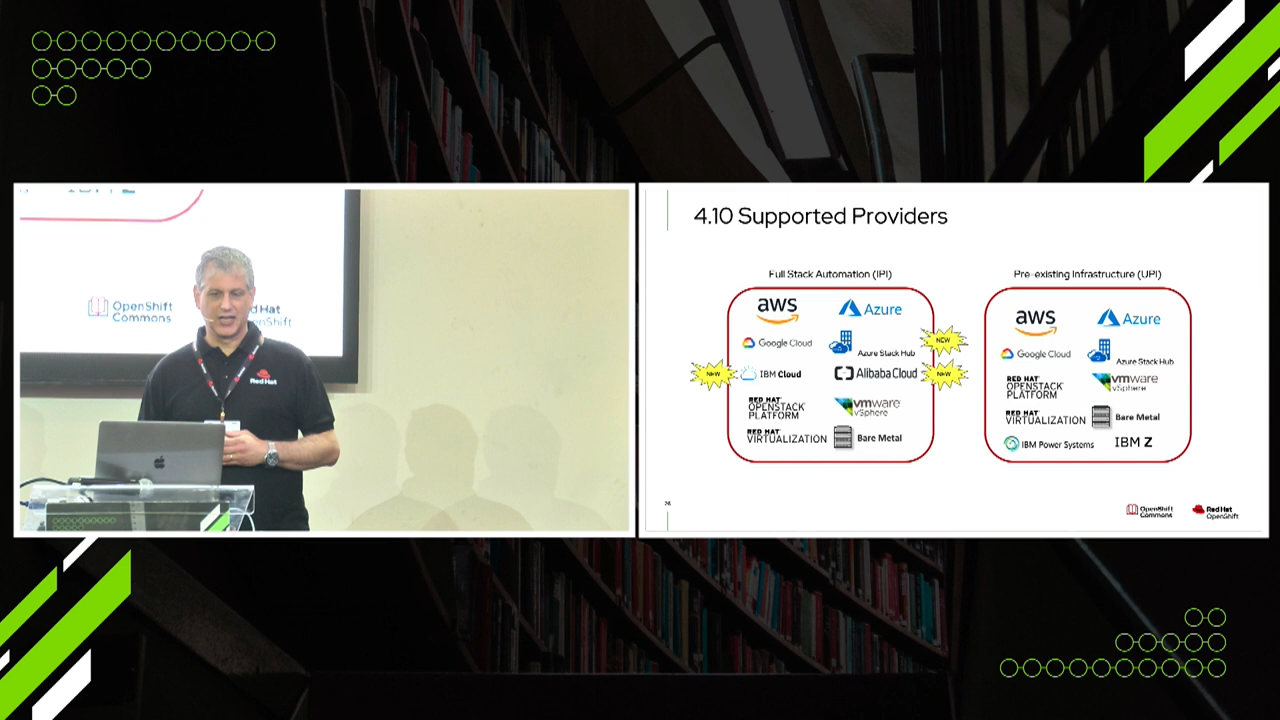 OpenShift
Commons
d Hat
enShift
Red Hat
4.10 Supported Providers
Full Stack Automation (IPI)
aws
Azure
Google Cloud
Azure Stack Hub
NEW
NEW
IBM Cloud
Alibaba Cloud
NEW
RED HAT
OPENSTACK
PLATFORM
vmware
vSphere
RED HAT
VIRTUALIZATION
Bare Metal
Pre-existing Infrastructure (UPI)
aws
Azure
Google Cloud
Azure Stack Hub
RED HAT
OPENSTACK
PLATFORM
vmware
vSphere
RED HAT
VIRTUALIZATION
Bare Metal
IBM Power Systems
IBM Z
26
OpenShift
Commons
Red Hat
OpenShift